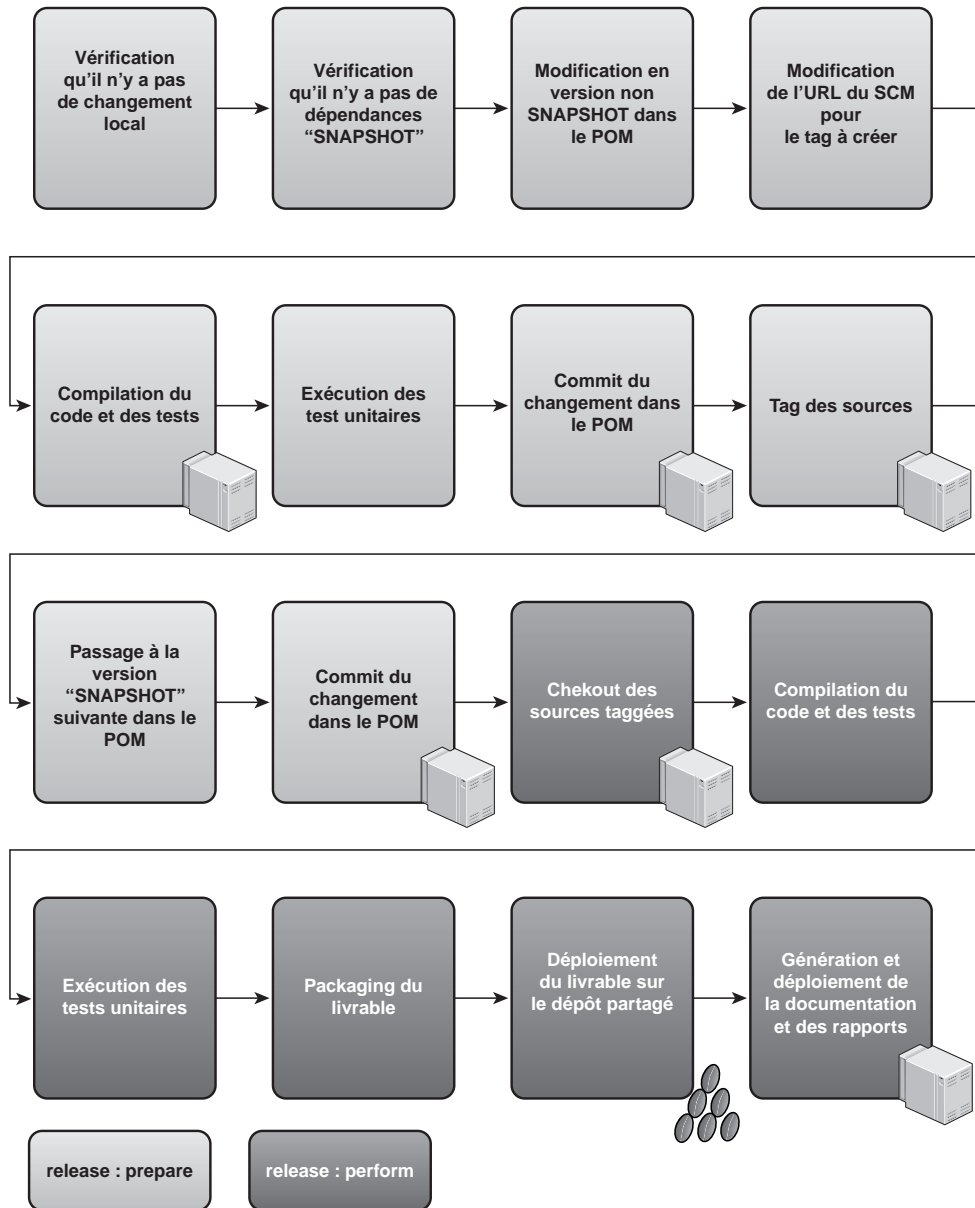 Vérification
qu’il n’y a pas
de changement
local
Vérification
qu’il n’y a pas de
dépendances
“SNAPSHOT”
Modification en
version non
SNAPSHOT dans
le POM
Modification
de l’URL du SCM
pour
le tag à créer
Compilation du
code et des tests
Exécution des
test unitaires
Commit du
changement dans
le POM
Tag des sources
Passage à la
version
“SNAPSHOT”
suivante dans le
POM
Commit du
changement
dans le POM
Chekout des
sources taggées
Compilation du
code et des tests
Exécution des
tests unitaires
Packaging du
livrable
Déploiement
du livrable sur
le dépôt partagé
Génération et
déploiement de
la documentation
et des rapports
release : prepare
release : perform